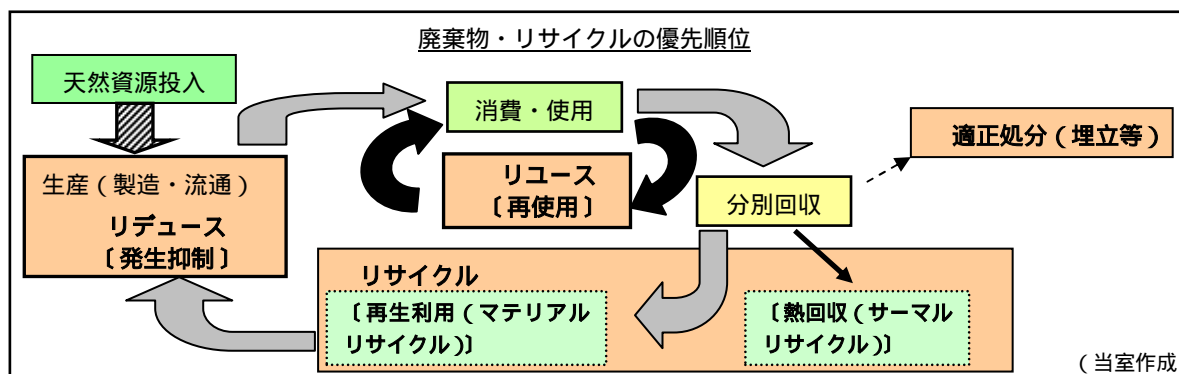 廃棄物・リサイクルの優先順位
天然資源投入
消費・使用
適正処分（埋立等）
生産（製造・流通）
リデュース
〔発生抑制〕
リユース
〔再使用〕
分別回収
リサイクル
〔再生利用（マテリアル
リサイクル）〕
〔熱回収（サーマル
リサイクル）〕
（当室作成